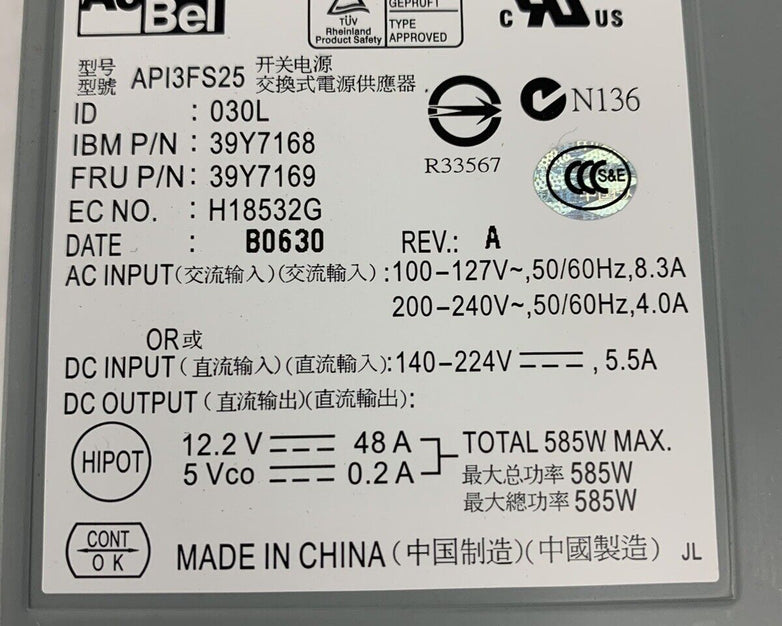 Bel
TÜV
Rheinland
Product Safety
GEPRÜFT
TYPE
APPROVED
C US
型号
型號 API3FS25 开关电源
交換式電源供應器
ID : 030L
IBM P/N : 39Y7168
FRU P/N : 39Y7169
EC NO. : H18532G
DATE : B0630 REV.: A
R33567
N136
CCC S&E
AC INPUT(交流输入)(交流輸入) :100-127V~,50/60Hz,8.3A
200-240V~,50/60Hz,4.0A
OR或
DC INPUT (直流输入)(直流輸入):140-224V ⎓ , 5.5A
DC OUTPUT (直流输出)(直流輸出):
HIPOT
12.2 V ⎓ 48 A
5 Vco ⎓ 0.2 A
TOTAL 585W MAX.
最大总功率 585W
最大總功率 585W
CONT
O K
MADE IN CHINA (中国制造)(中國製造) JL